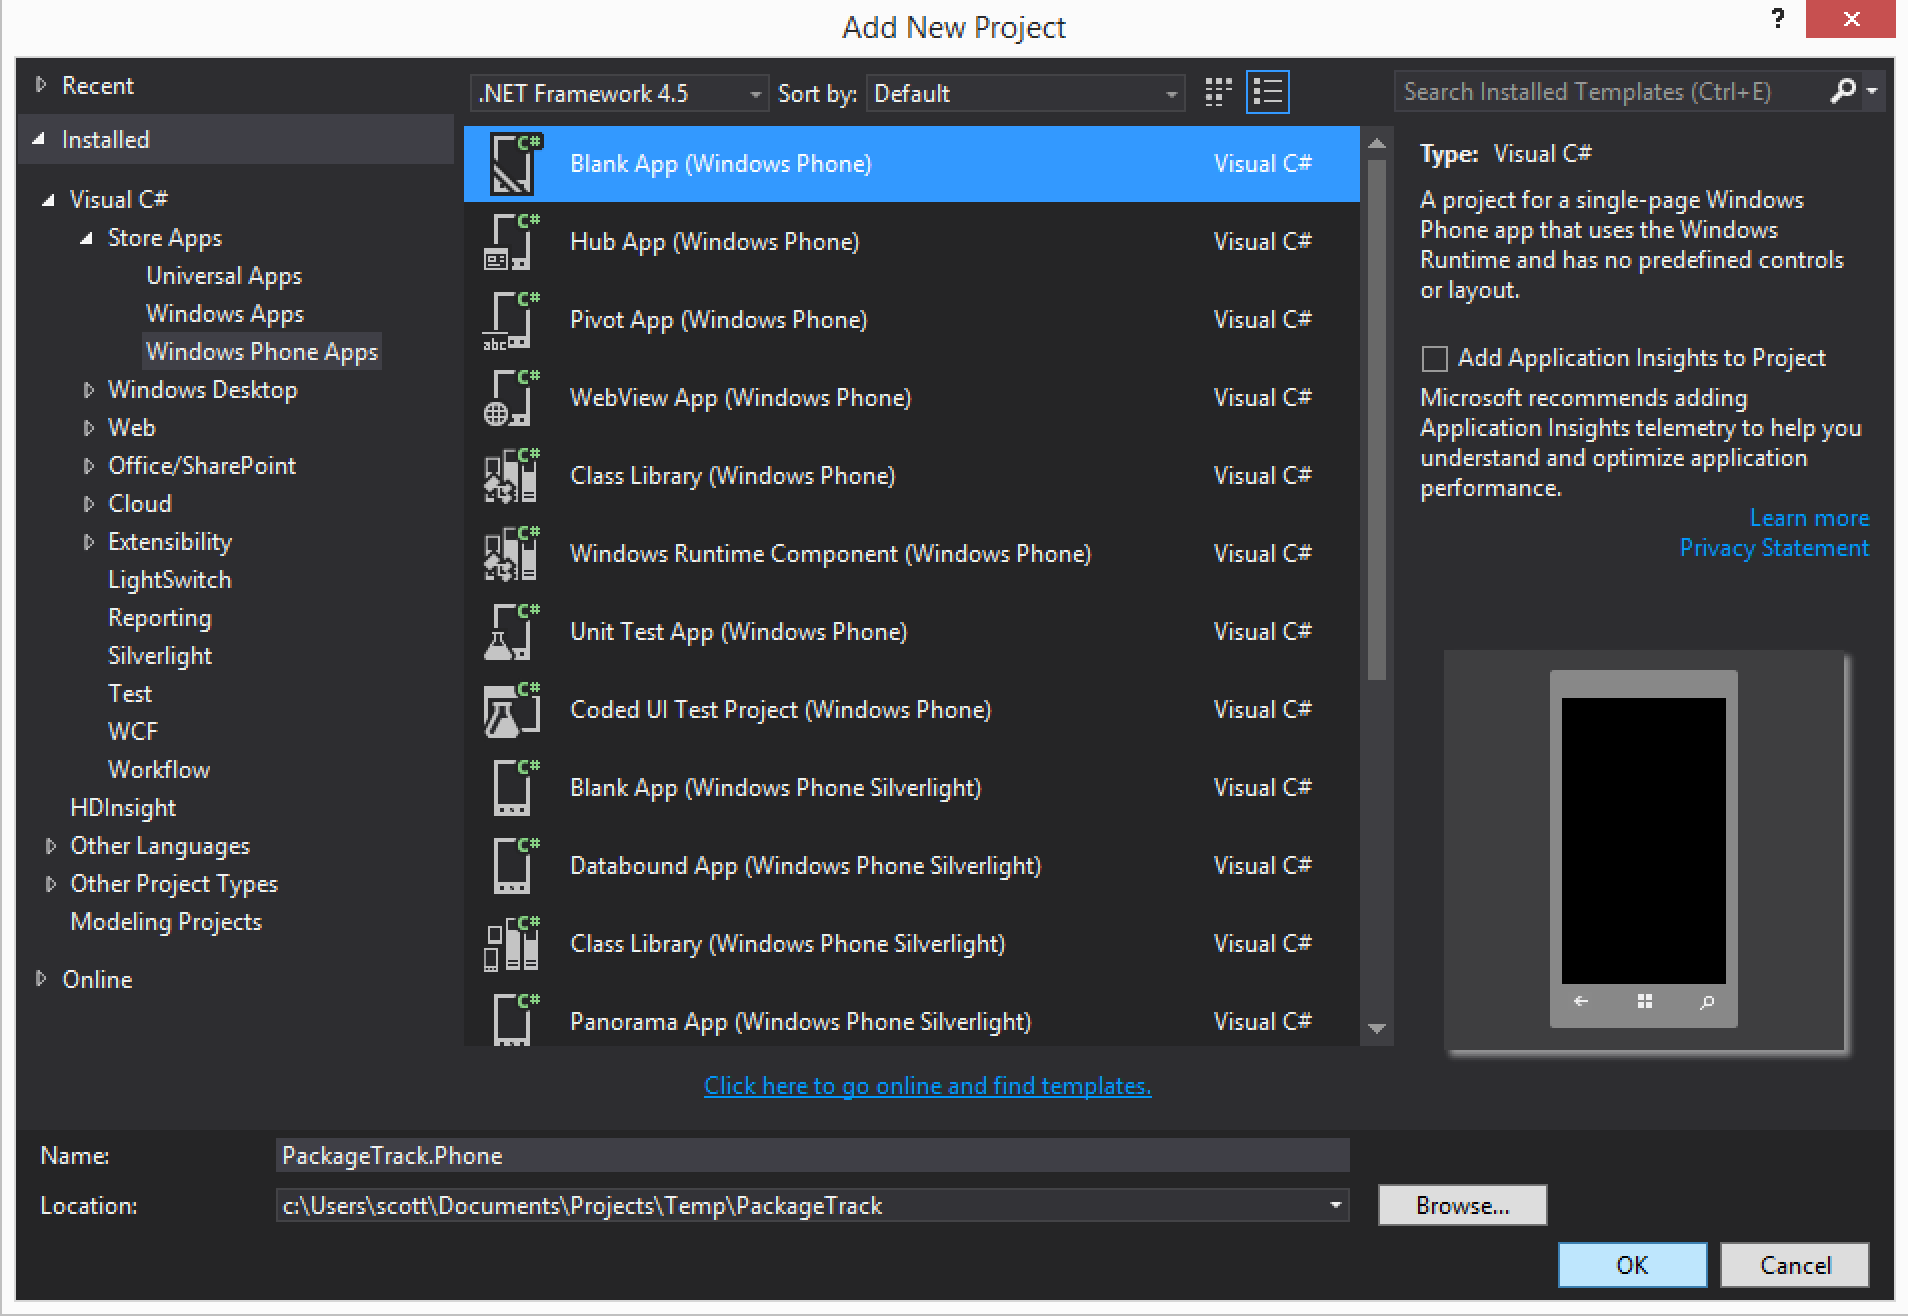 Add New Project
?
Recent
Installed
Visual C#
Store Apps
Universal Apps
Windows Apps
Windows Phone Apps
Windows Desktop
Web
Office/SharePoint
Cloud
Extensibility
LightSwitch
Reporting
Silverlight
Test
WCF
Workflow
HDInsight
Other Languages
Other Project Types
Modeling Projects
Online
.NET Framework 4.5 Sort by: Default
C# Blank App (Windows Phone) Visual C#
C# Hub App (Windows Phone) Visual C#
C# abc Pivot App (Windows Phone) Visual C#
C# WebView App (Windows Phone) Visual C#
C# Class Library (Windows Phone) Visual C#
C# Windows Runtime Component (Windows Phone) Visual C#
C# Unit Test App (Windows Phone) Visual C#
C# Coded UI Test Project (Windows Phone) Visual C#
C# Blank App (Windows Phone Silverlight) Visual C#
C# Databound App (Windows Phone Silverlight) Visual C#
C# Class Library (Windows Phone Silverlight) Visual C#
C# Panorama App (Windows Phone Silverlight) Visual C#
Click here to go online and find templates.
Search Installed Templates (Ctrl+E)
Type: Visual C#
A project for a single-page Windows
Phone app that uses the Windows
Runtime and has no predefined controls
or layout.
Add Application Insights to Project
Microsoft recommends adding
Application Insights telemetry to help you
understand and optimize application
performance.
Learn more
Privacy Statement
Name: PackageTrack.Phone
Location: c:\Users\scott\Documents\Projects\Temp\PackageTrack Browse...
OK Cancel